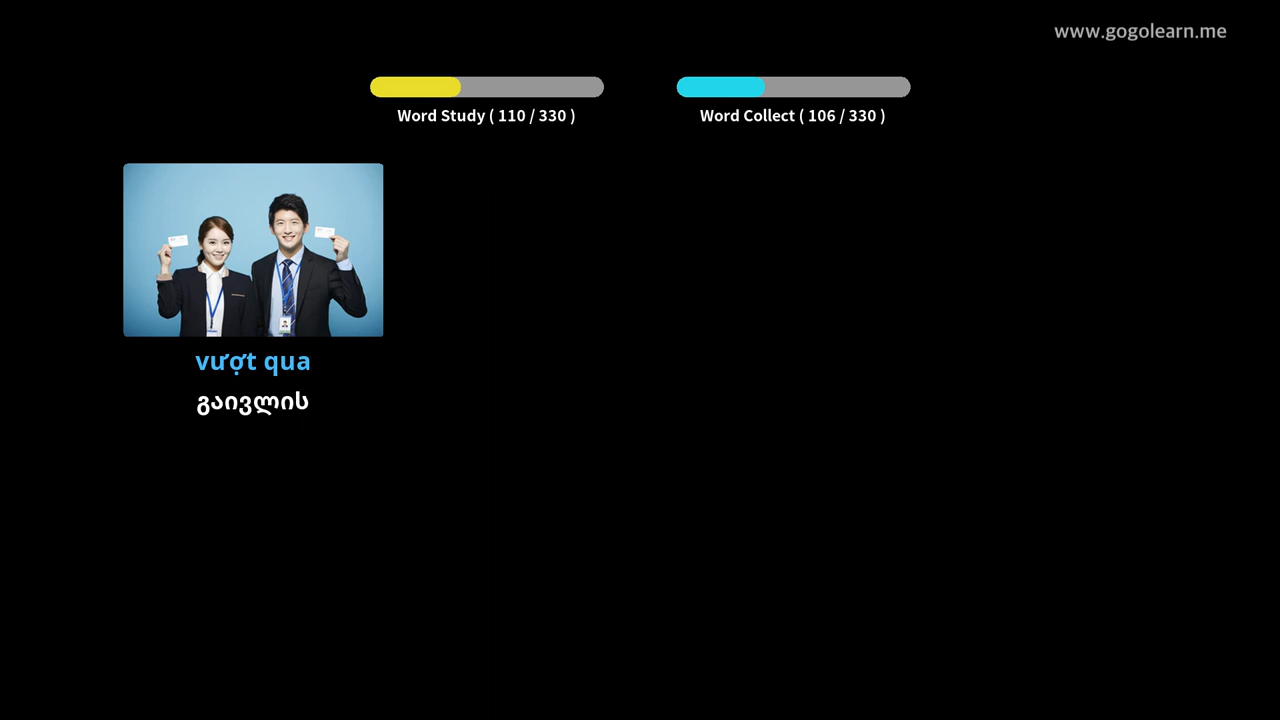 www.gogolearn.me
Word Study ( 110 / 330 )
Word Collect ( 106 / 330 )
vượt qua
გაივლის